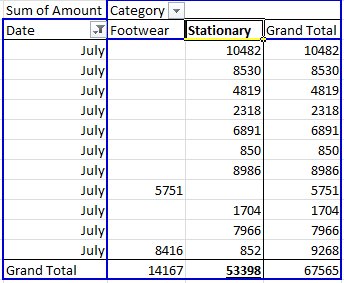 Sum of Amount Category
Date Footwear Stationary Grand Total
July 10482 10482
July 8530 8530
July 4819 4819
July 2318 2318
July 6891 6891
July 850 850
July 8986 8986
July 5751 5751
July 1704 1704
July 7966 7966
July 8416 852 9268
Grand Total 14167 53398 67565